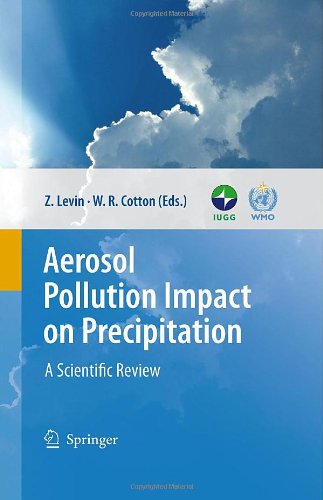 Z. Levin · W. R. Cotton (Eds.)
IUGG
WMO
Aerosol
Pollution Impact
on Precipitation
A Scientific Review
Springer